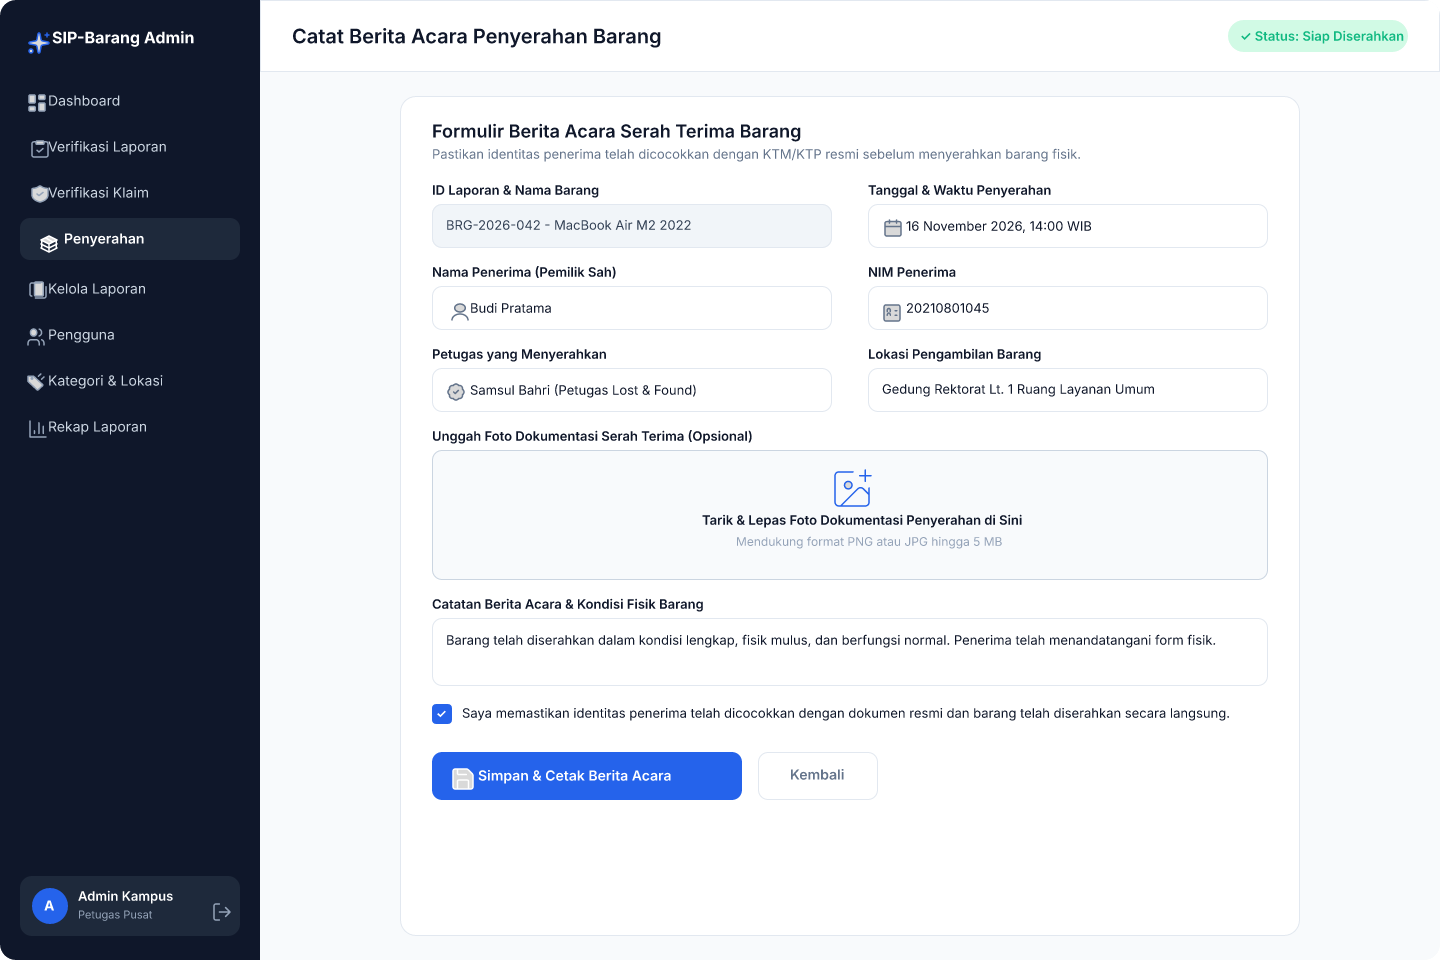 SIP-Barang Admin
Dashboard
Verifikasi Laporan
Verifikasi Klaim
Penyerahan
Kelola Laporan
Pengguna
Kategori & Lokasi
Rekap Laporan
A
Admin Kampus
Petugas Pusat
Catat Berita Acara Penyerahan Barang
✓ Status: Siap Diserahkan
Formulir Berita Acara Serah Terima Barang
Pastikan identitas penerima telah dicocokkan dengan KTM/KTP resmi sebelum menyerahkan barang fisik.
ID Laporan & Nama Barang
BRG-2026-042 - MacBook Air M2 2022
Tanggal & Waktu Penyerahan
16 November 2026, 14:00 WIB
Nama Penerima (Pemilik Sah)
Budi Pratama
NIM Penerima
20210801045
Petugas yang Menyerahkan
Samsul Bahri (Petugas Lost & Found)
Lokasi Pengambilan Barang
Gedung Rektorat Lt. 1 Ruang Layanan Umum
Unggah Foto Dokumentasi Serah Terima (Opsional)
Tarik & Lepas Foto Dokumentasi Penyerahan di Sini
Mendukung format PNG atau JPG hingga 5 MB
Catatan Berita Acara & Kondisi Fisik Barang
Barang telah diserahkan dalam kondisi lengkap, fisik mulus, dan berfungsi normal. Penerima telah menandatangani form fisik.
Saya memastikan identitas penerima telah dicocokkan dengan dokumen resmi dan barang telah diserahkan secara langsung.
Simpan & Cetak Berita Acara
Kembali